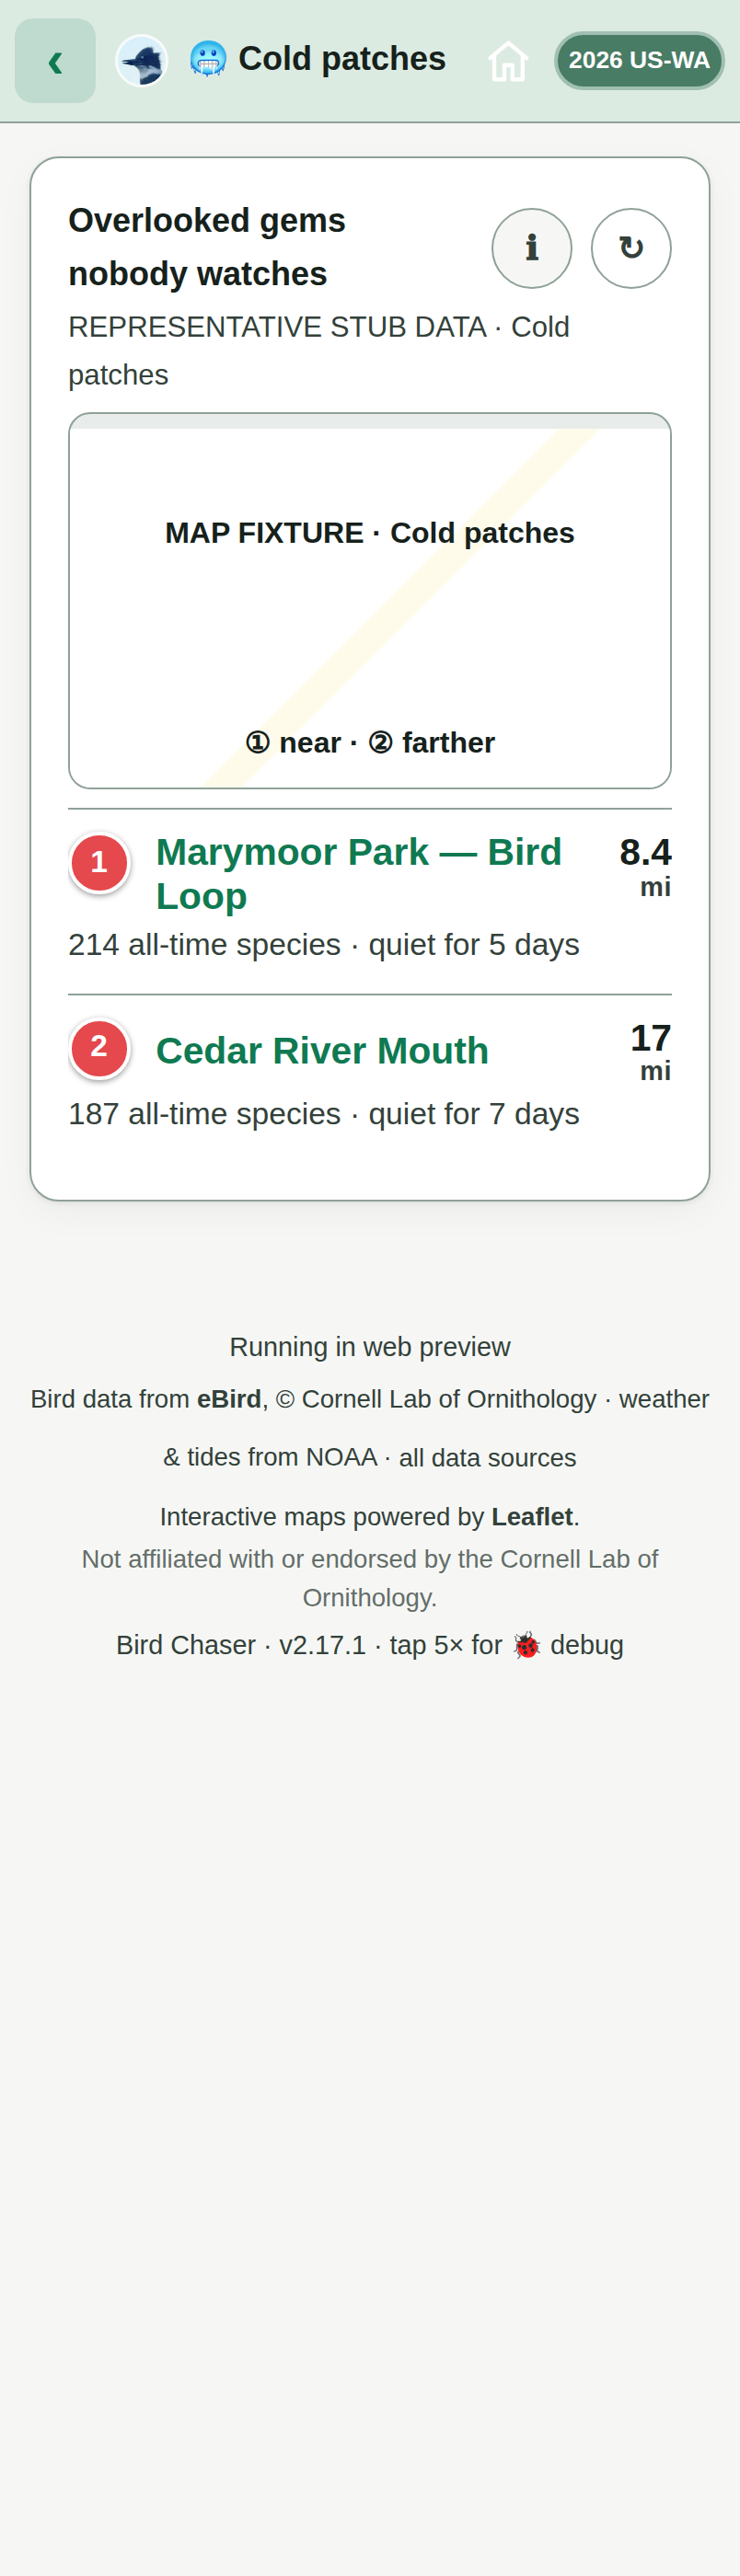 ‹ 🥶 Cold patches 2026 US-WA
Overlooked gems
nobody watches
ℹ ↻
REPRESENTATIVE STUB DATA · Cold
patches
MAP FIXTURE · Cold patches
① near · ② farther
1 Marymoor Park — Bird
Loop
8.4
mi
214 all-time species · quiet for 5 days
2 Cedar River Mouth
17
mi
187 all-time species · quiet for 7 days
Running in web preview
Bird data from eBird, © Cornell Lab of Ornithology · weather
& tides from NOAA · all data sources
Interactive maps powered by Leaflet.
Not affiliated with or endorsed by the Cornell Lab of
Ornithology.
Bird Chaser · v2.17.1 · tap 5× for 🐞 debug